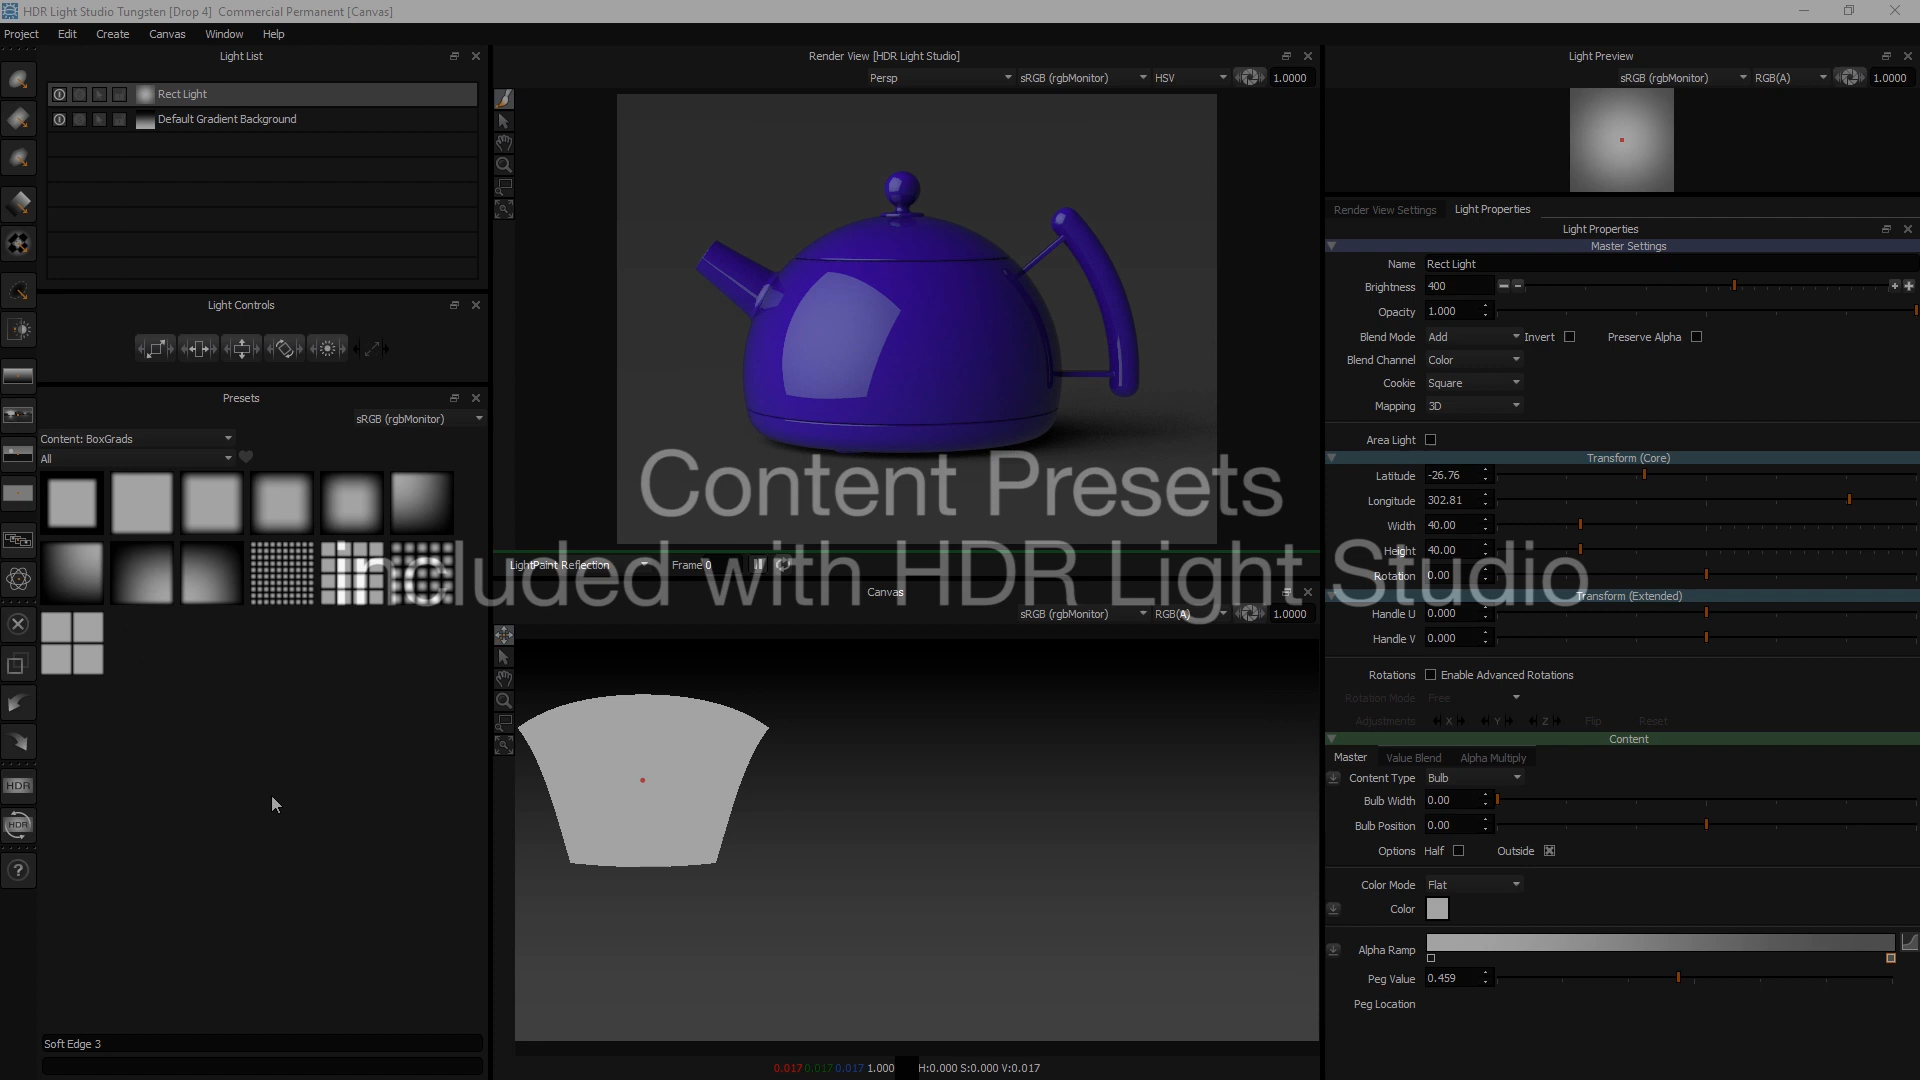 HDR Light Studio Tungsten [Drop 4]  Commercial Permanent [Canvas]
Project Edit Create Canvas Window Help
Light List
Rect Light
Default Gradient Background
Light Controls
Presets
sRGB (rgbMonitor)
Content: BoxGrads
All
HDR
HDR
?
Soft Edge 3
Render View [HDR Light Studio]
Persp sRGB (rgbMonitor) HSV 1.0000
Content Presets
included with HDR Light Studio
LightPaint Reflection Frame 0
Canvas
sRGB (rgbMonitor) RGB(A) 1.0000
0.017 0.017 0.017 1.000 H:0.000 S:0.000 V:0.017
Light Preview
sRGB (rgbMonitor) RGB(A) 1.0000
Render View Settings Light Properties
Light Properties
Master Settings
Name Rect Light
Brightness 400
Opacity 1.000
Blend Mode Add Invert Preserve Alpha
Blend Channel Color
Cookie Square
Mapping 3D
Area Light
Transform (Core)
Latitude -26.76
Longitude 302.81
Width 40.00
Height 40.00
Rotation 0.00
Transform (Extended)
Handle U 0.000
Handle V 0.000
Rotations Enable Advanced Rotations
Rotation Mode Free
Adjustments X Y Z Flip Reset
Content
Master Value Blend Alpha Multiply
Content Type Bulb
Bulb Width 0.00
Bulb Position 0.00
Options Half Outside
Color Mode Flat
Color
Alpha Ramp
Peg Value 0.459
Peg Location